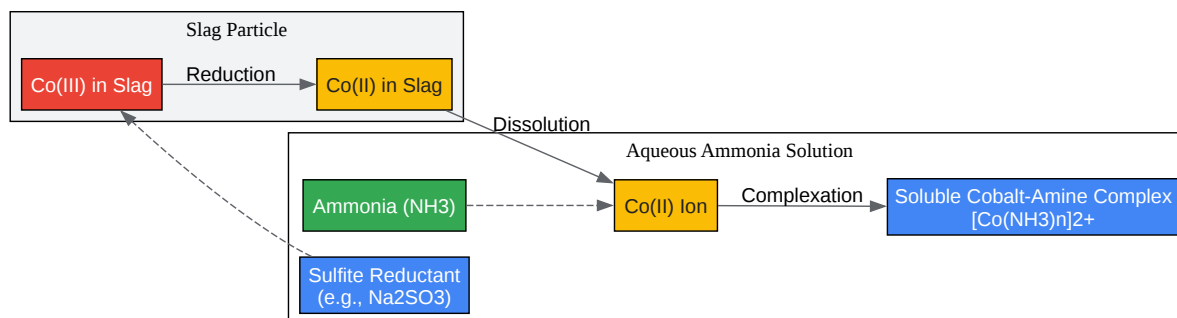 Slag Particle
Co(III) in Slag
Reduction
Co(II) in Slag
Dissolution
Aqueous Ammonia Solution
Ammonia (NH3)
Co(II) Ion
Complexation
Soluble Cobalt-Amine Complex
[Co(NH3)n]2+
Sulfite Reductant
(e.g., Na2SO3)